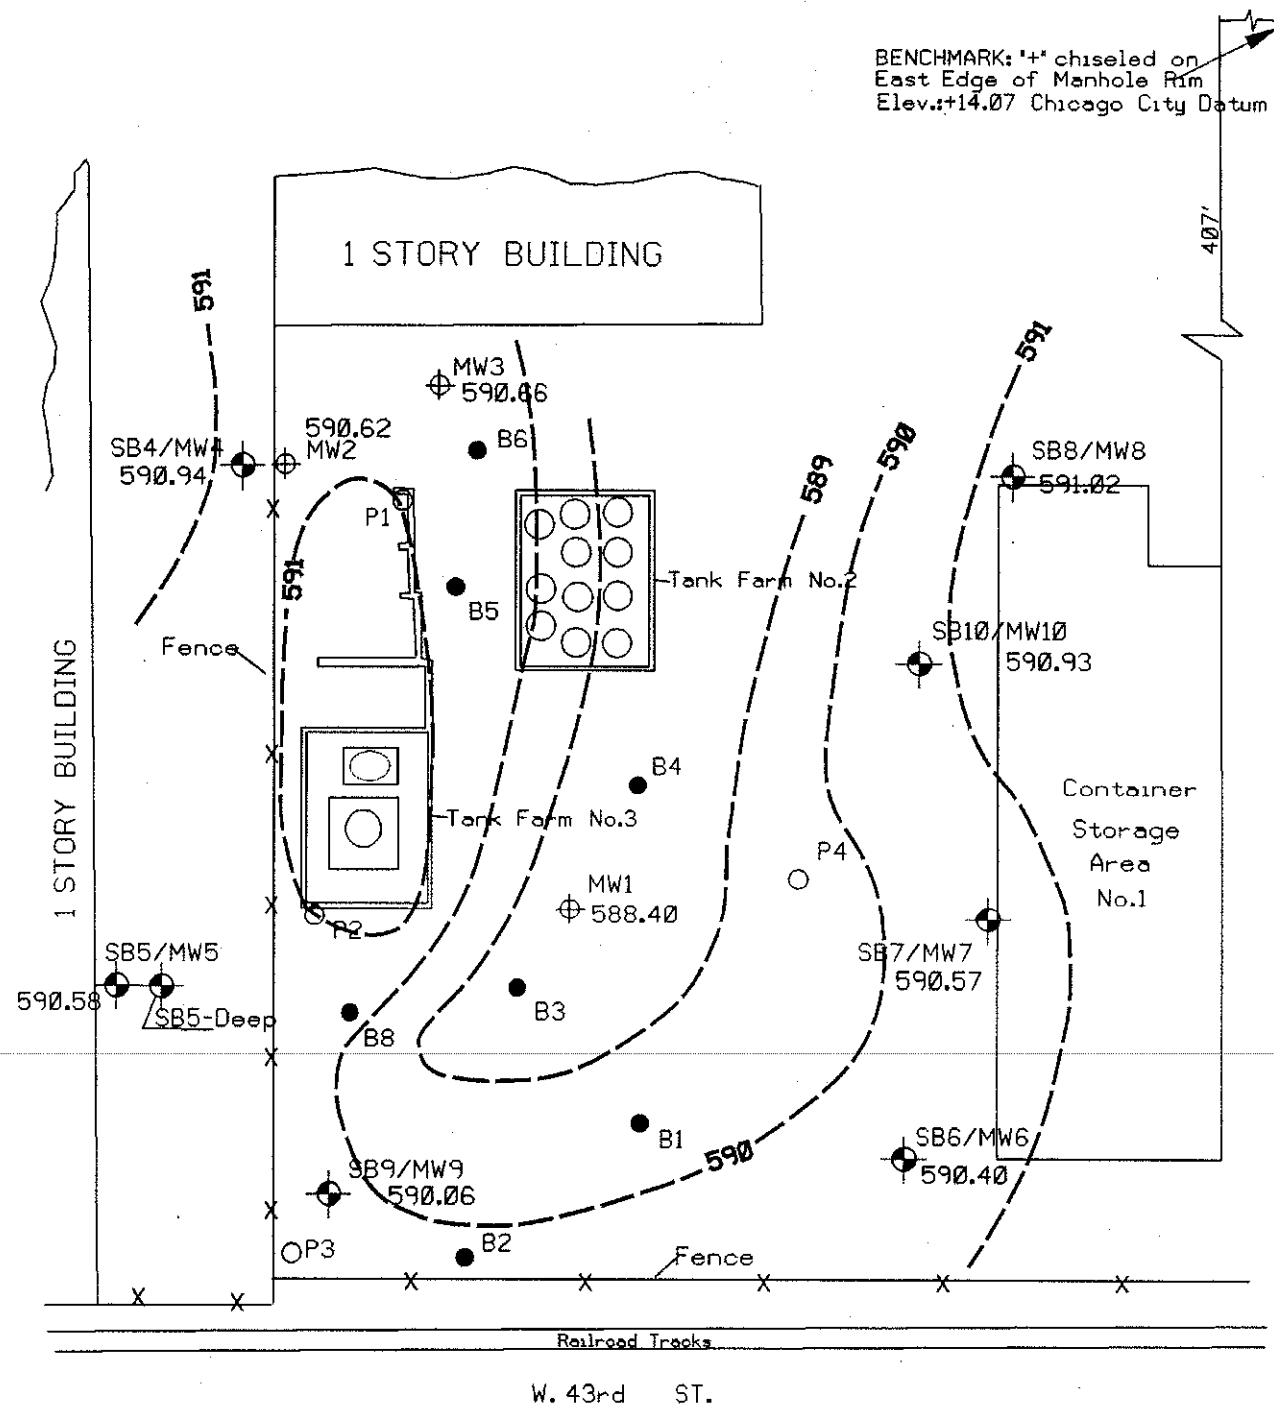 BENCHMARK: "+" chiseled on
East Edge of Manhole Rim
Elev.:+14.07 Chicago City Datum
407'
1 STORY BUILDING
591
591
MW3
590.66
590.62
MW2
SB4/MW4
590.94
B6
590
589
SB8/MW8
591.02
P1
591
B5
Tank Farm No.2
Fence
SB10/MW10
590.93
1 STORY BUILDING
B4
Container
Storage
Area
No.1
Tank Farm No.3
P4
MW1
588.40
P2
SB5/MW5
590.58
SB5-Deep
SB7/MW7
590.57
B3
B8
B1
590
SB6/MW6
590.40
SB9/MW9
590.06
P3
B2
Fence
X X X X X X X X X X X X X
Railroad Tracks
W. 43rd ST.